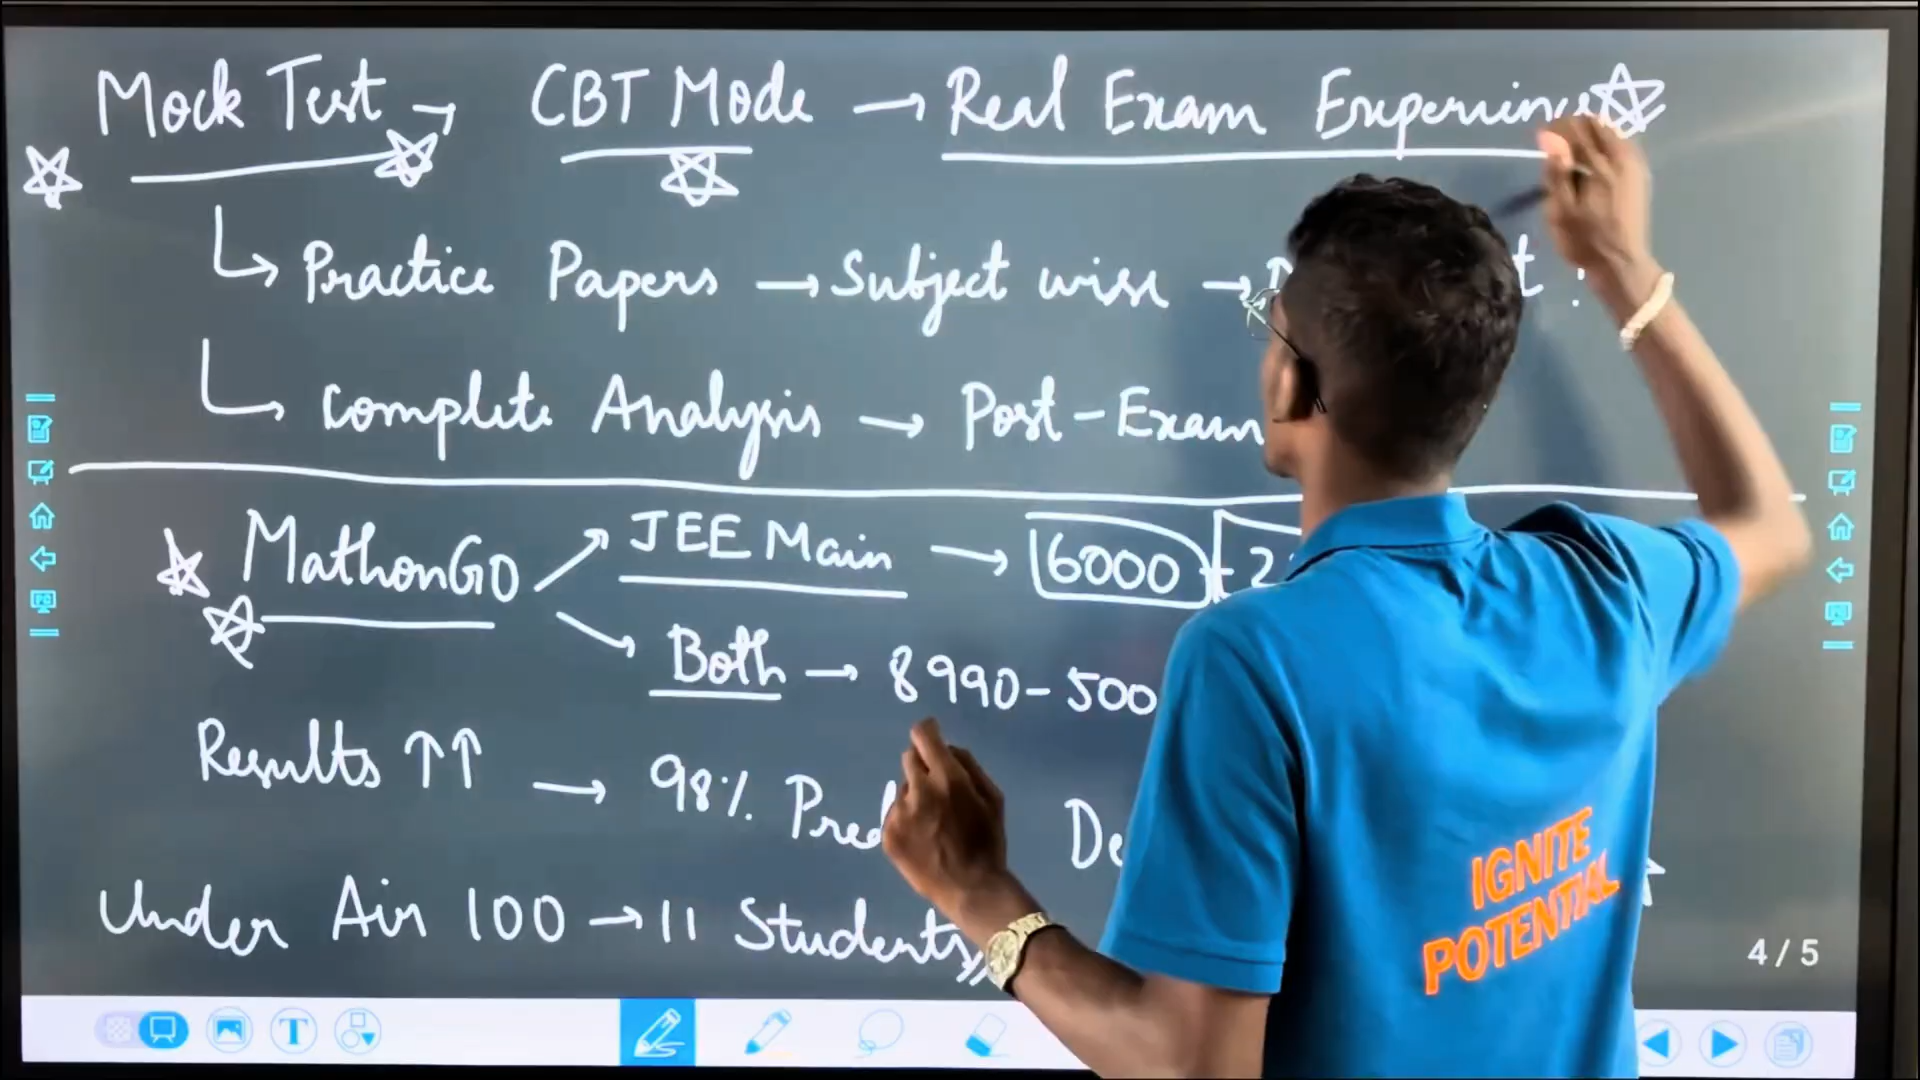 Mock Test → CBT Mode → Real Exam Experience
↳ Practice Papers → Subject wise →
↳ Complete Analysis → Post-Exam
MathonGO → JEE Main → 6000
→ Both → 8990-500
Results ↑↑ → 98%
Under Air 100 → 11 Students
IGNITE
POTENTIAL
4 / 5
T